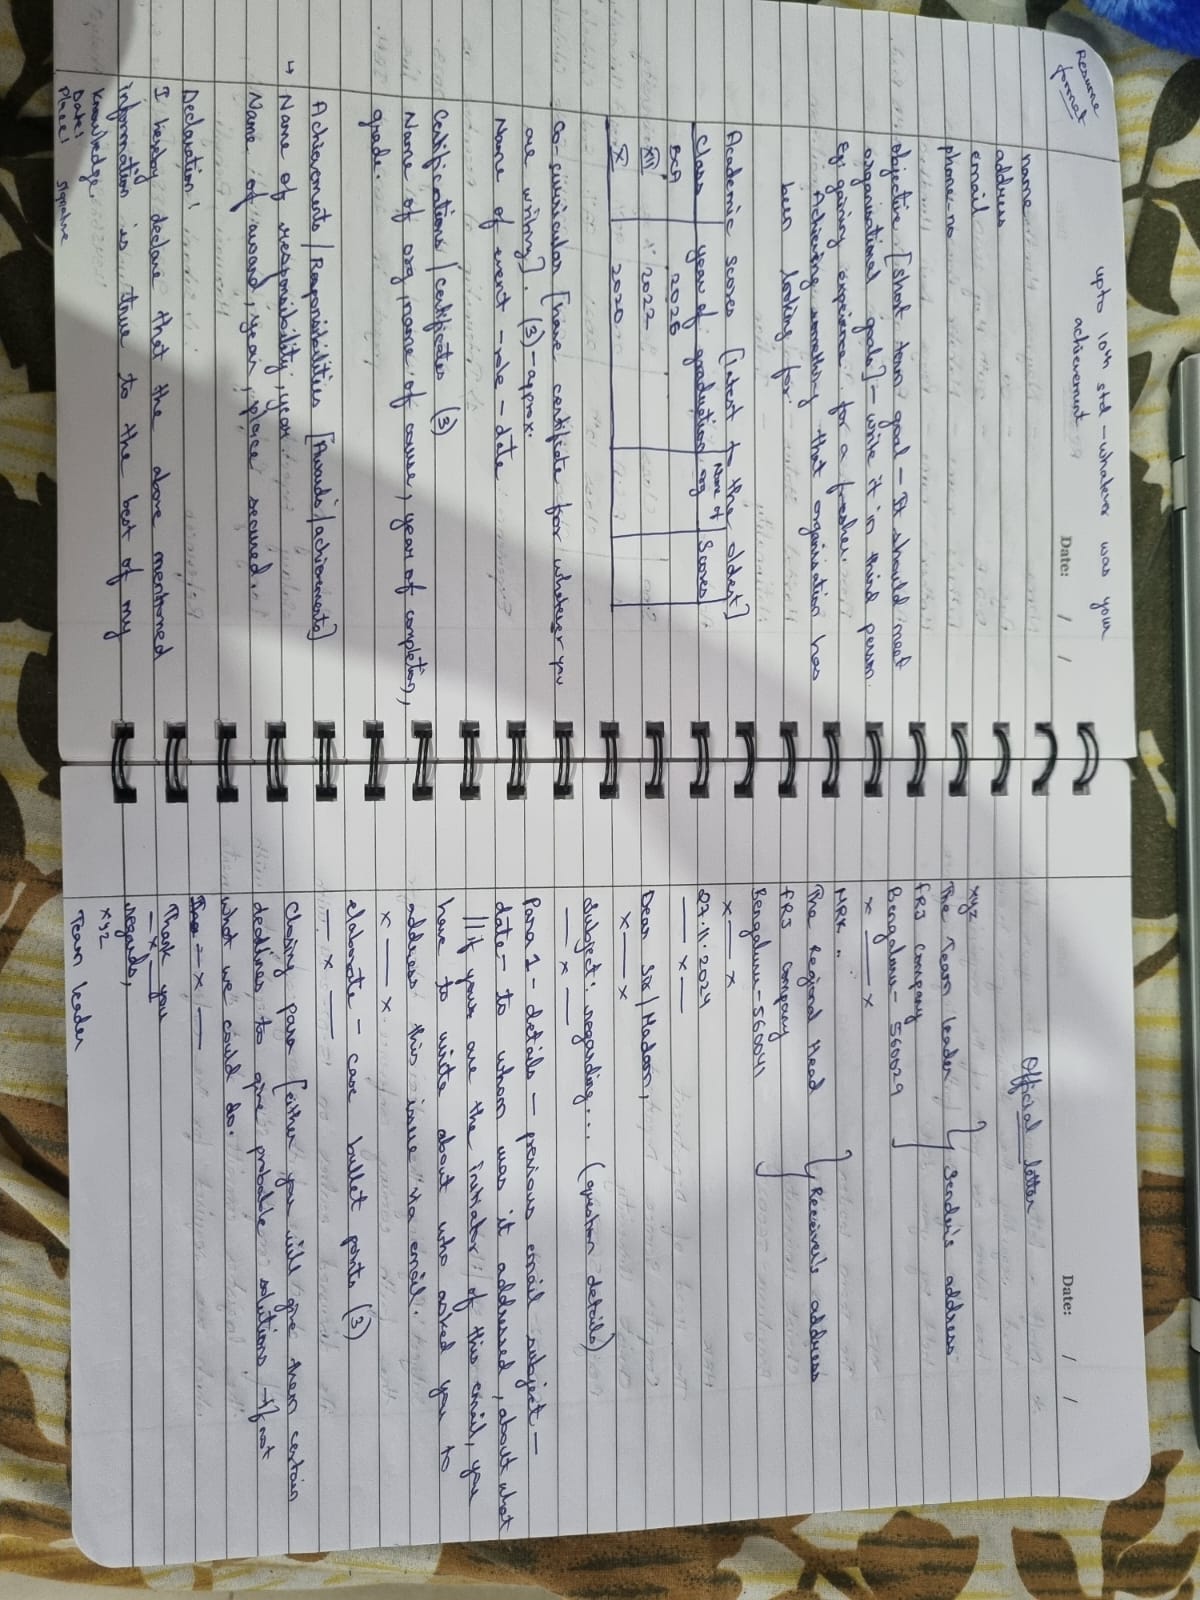 Resume
format
upto 10th std - whatever was your
achievement
Date: / /
name
address
email
phone-no
objective [short term goal - It should meet
organisational goals] - write it in third person.
Eg: gaining experience for a fresher.
Achieving something that organisation has
been looking for.
Academic scores [latest to the oldest]
Class year of graduation Name of org Scores
BCA 2026
XII 2022
X 2020
Co-curricular [have certificate for whatever you
are writing]. (3) - approx.
Name of event - role - date
Certifications / certificates (3)
Name of org, name of course, year of completion,
grade.
Achievements / Responsibilities [Awards/achievements]
↳ Name of responsibility, year
Name of award, year, place secured.
Declaration:
I hereby declare that the above mentioned
information is true to the best of my
knowledge.
Date:
Place: signature
Date: / /
Official letter
xyz
The Team leader Sender's address
FRJ Company
Bengaluru - 560029
x — x
MRK
The Regional Head Receiver's address
FRJ Company
Bengaluru - 560041
x — x
27.11.2024
— x —
Dear Sir/Madam,
x — x
Subject: regarding... (question details)
— x —
Para 1 - details - previous email subject -
date - to whom was it addressed, about what
// if your are the initiator of this email, you
have to write about who asked you to
address this issue via email.
x — x
elaborate - case bullet points (3)
— x —
Closing para [either you will give them certain
deadlines, to give probable solutions - If not
what we could do.
— x —
Thank you
— x —
regards,
xyz
Team leader